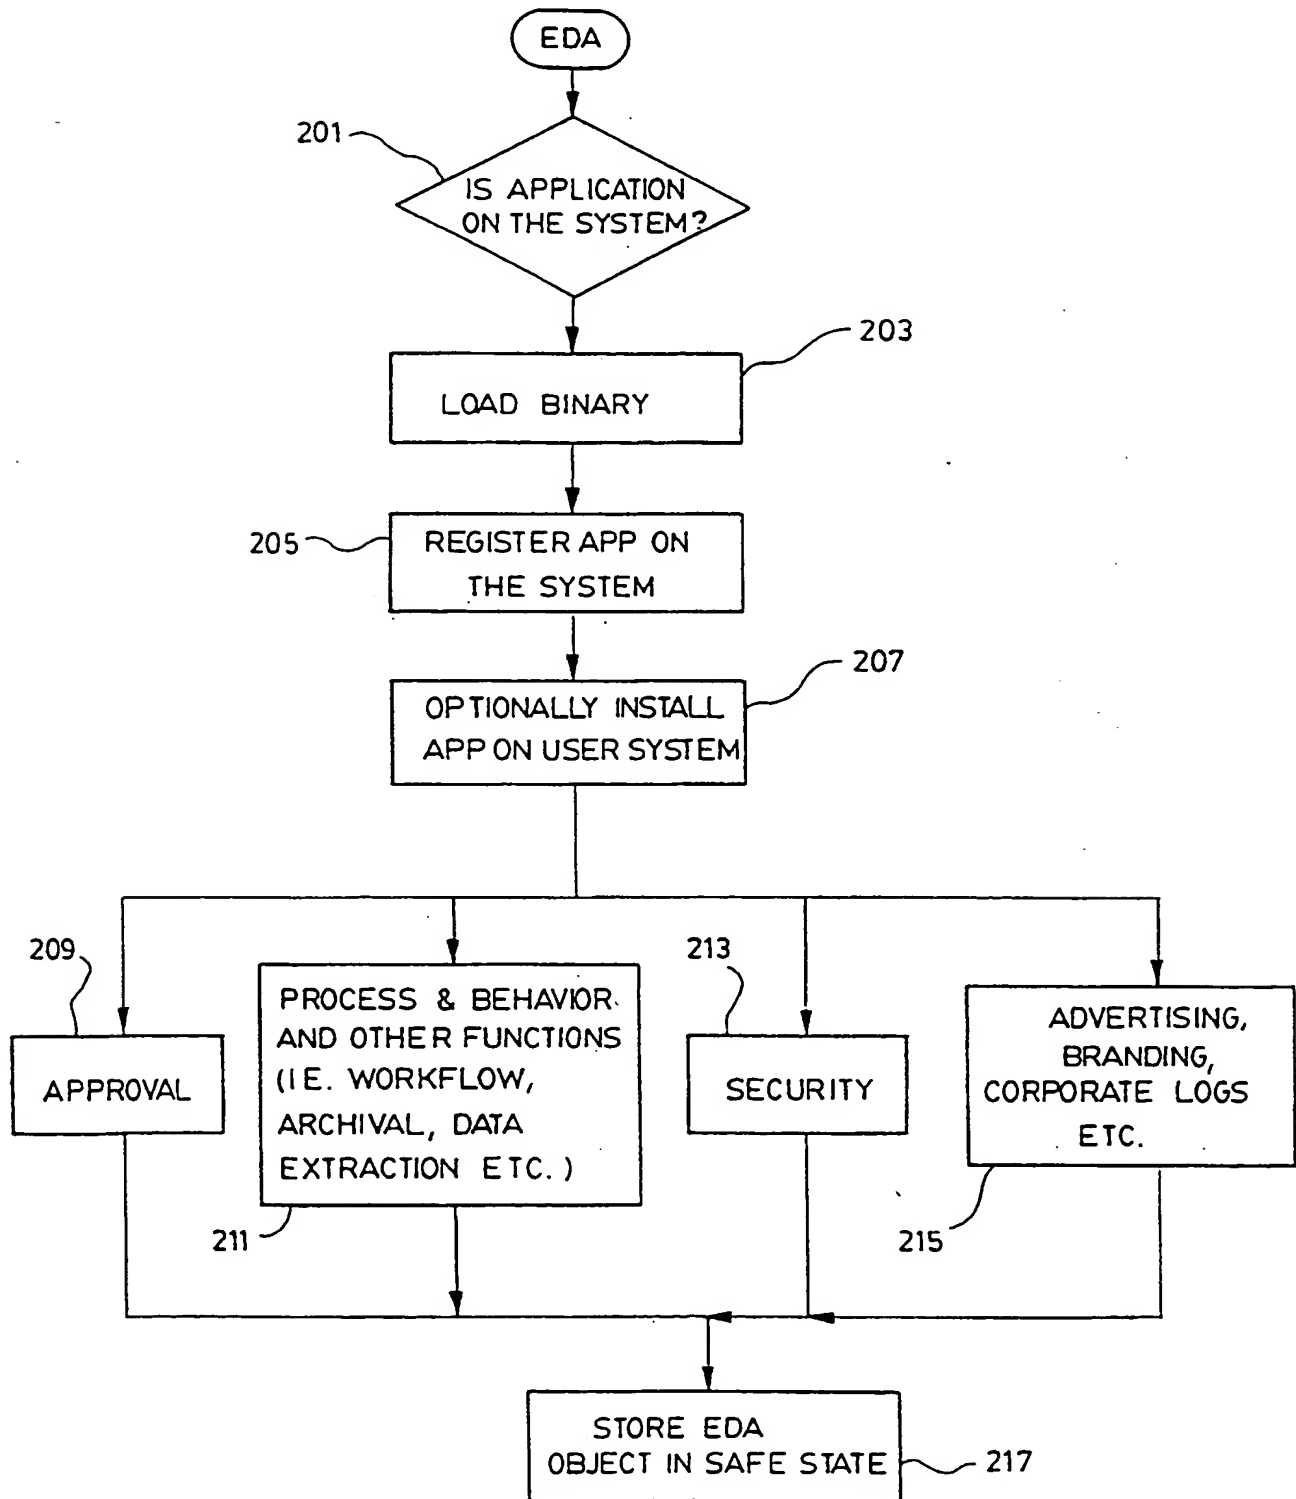 EDA
201
IS APPLICATION
ON THE SYSTEM?
203
LOAD BINARY
205
REGISTER APP ON
THE SYSTEM
207
OPTIONALLY INSTALL
APP ON USER SYSTEM
209
APPROVAL
PROCESS & BEHAVIOR
AND OTHER FUNCTIONS
(IE. WORKFLOW,
ARCHIVAL, DATA
EXTRACTION ETC.)
211
213
SECURITY
ADVERTISING,
BRANDING,
CORPORATE LOGS
ETC.
215
STORE EDA
OBJECT IN SAFE STATE
217